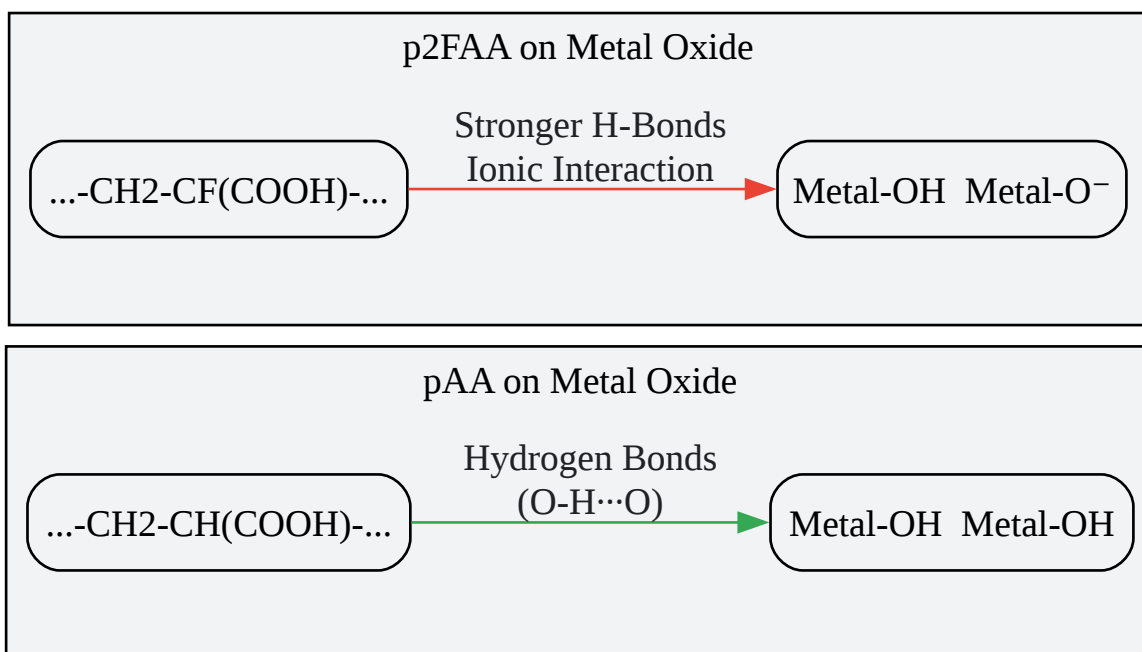 p2FAA on Metal Oxide
Stronger H-Bonds
Ionic Interaction
...-CH2-CF(COOH)-...
Metal-OH  Metal-O⁻
pAA on Metal Oxide
Hydrogen Bonds
(O-H···O)
...-CH2-CH(COOH)-...
Metal-OH  Metal-OH